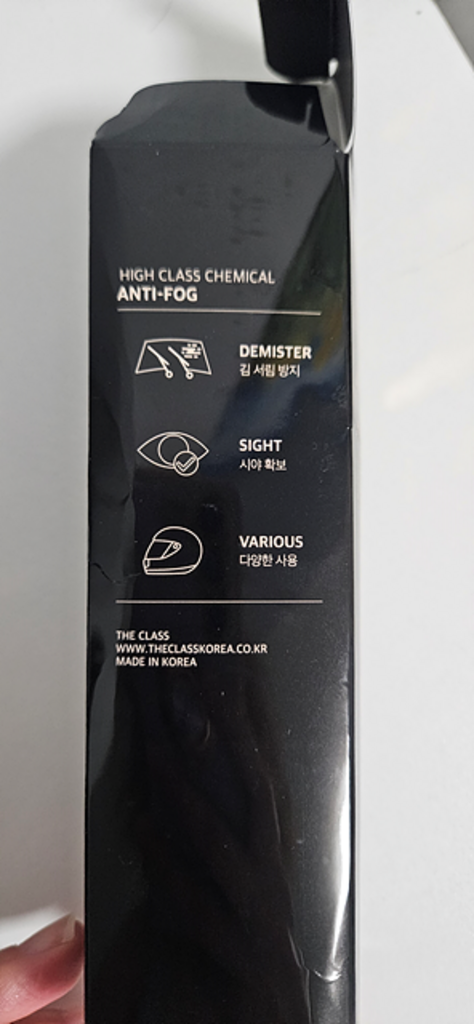 HIGH CLASS CHEMICAL
ANTI-FOG
DEMISTER
김 서림 방지
SIGHT
시야 확보
VARIOUS
다양한 사용
THE CLASS
WWW.THECLASSKOREA.CO.KR
MADE IN KOREA